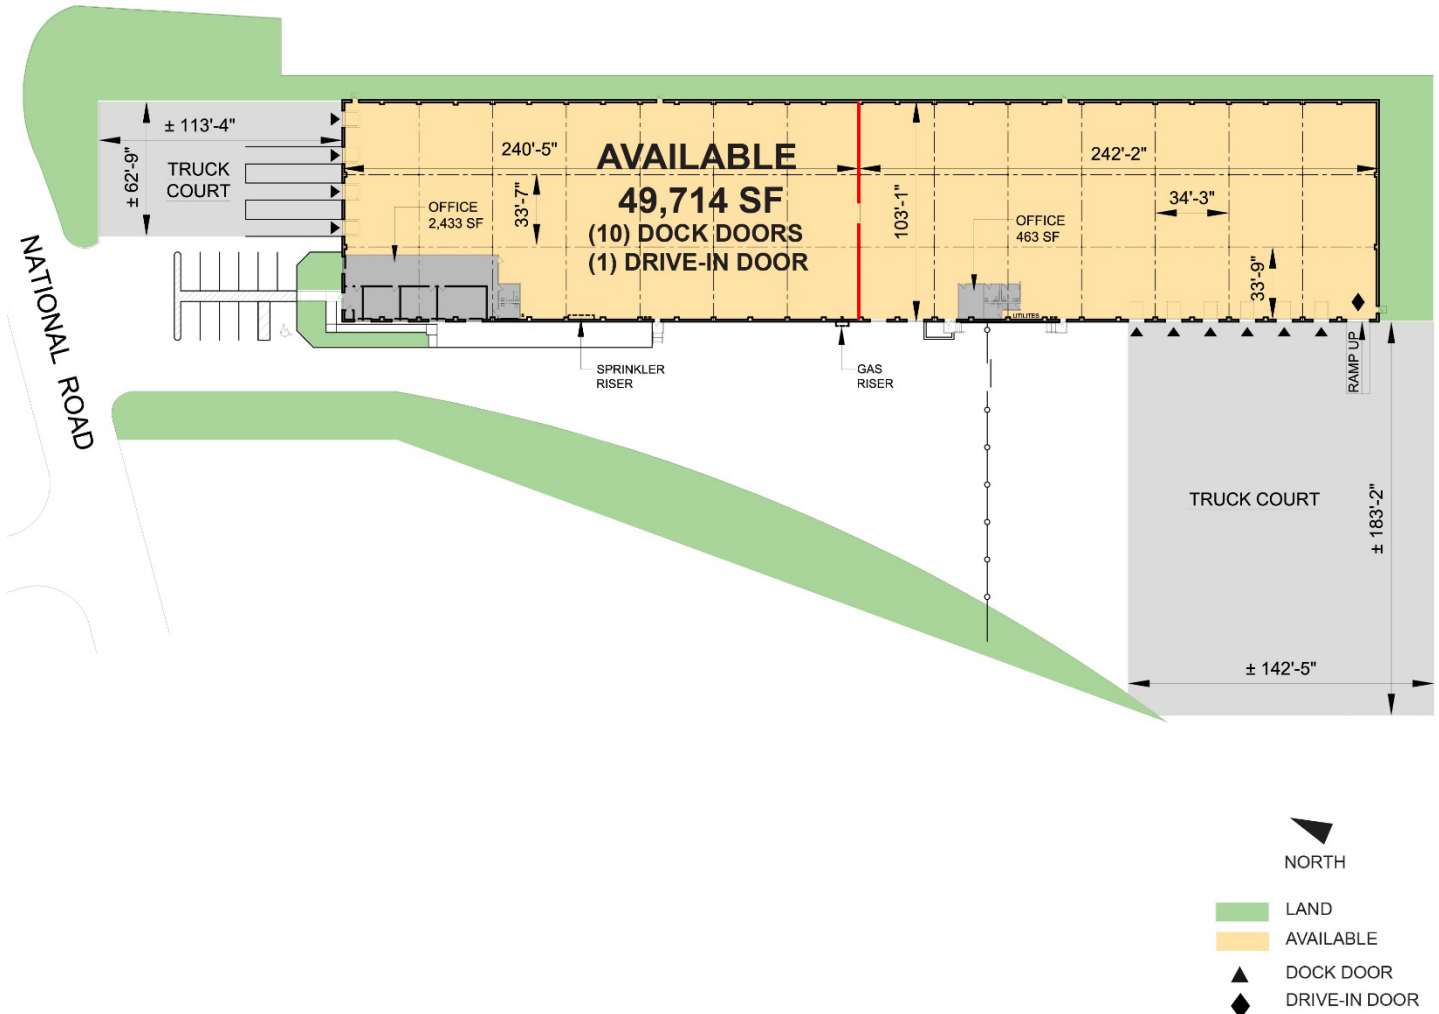 ± 113'-4"
± 62'-9"
TRUCK
COURT
240'-5"
AVAILABLE
49,714 SF
(10) DOCK DOORS
(1) DRIVE-IN DOOR
33'-7"
OFFICE
2,433 SF
103'-1"
242'-2"
34'-3"
OFFICE
463 SF
33'-9"
UTILITES
NATIONAL ROAD
SPRINKLER
RISER
GAS
RISER
RAMP UP
TRUCK COURT
± 183'-2"
± 142'-5"
NORTH
LAND
AVAILABLE
DOCK DOOR
DRIVE-IN DOOR